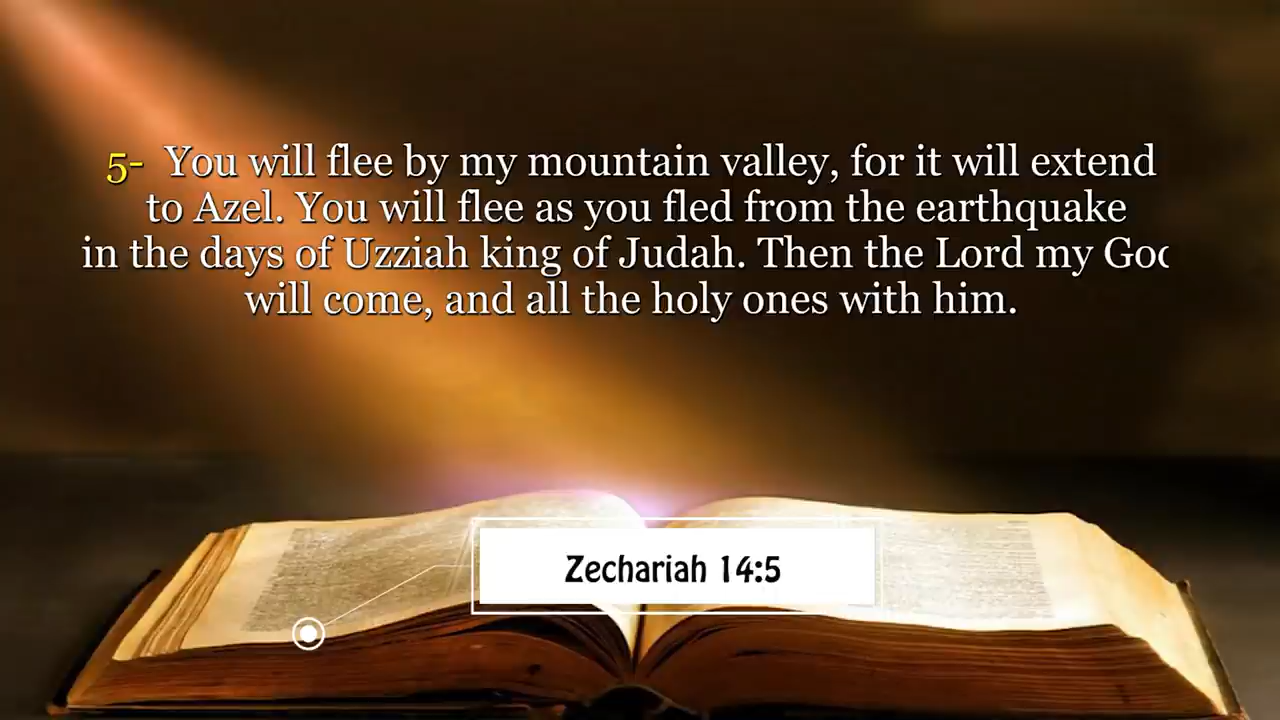 5- You will flee by my mountain valley, for it will extend
to Azel. You will flee as you fled from the earthquake
in the days of Uzziah king of Judah. Then the Lord my Go
will come, and all the holy ones with him.
Zechariah 14:5